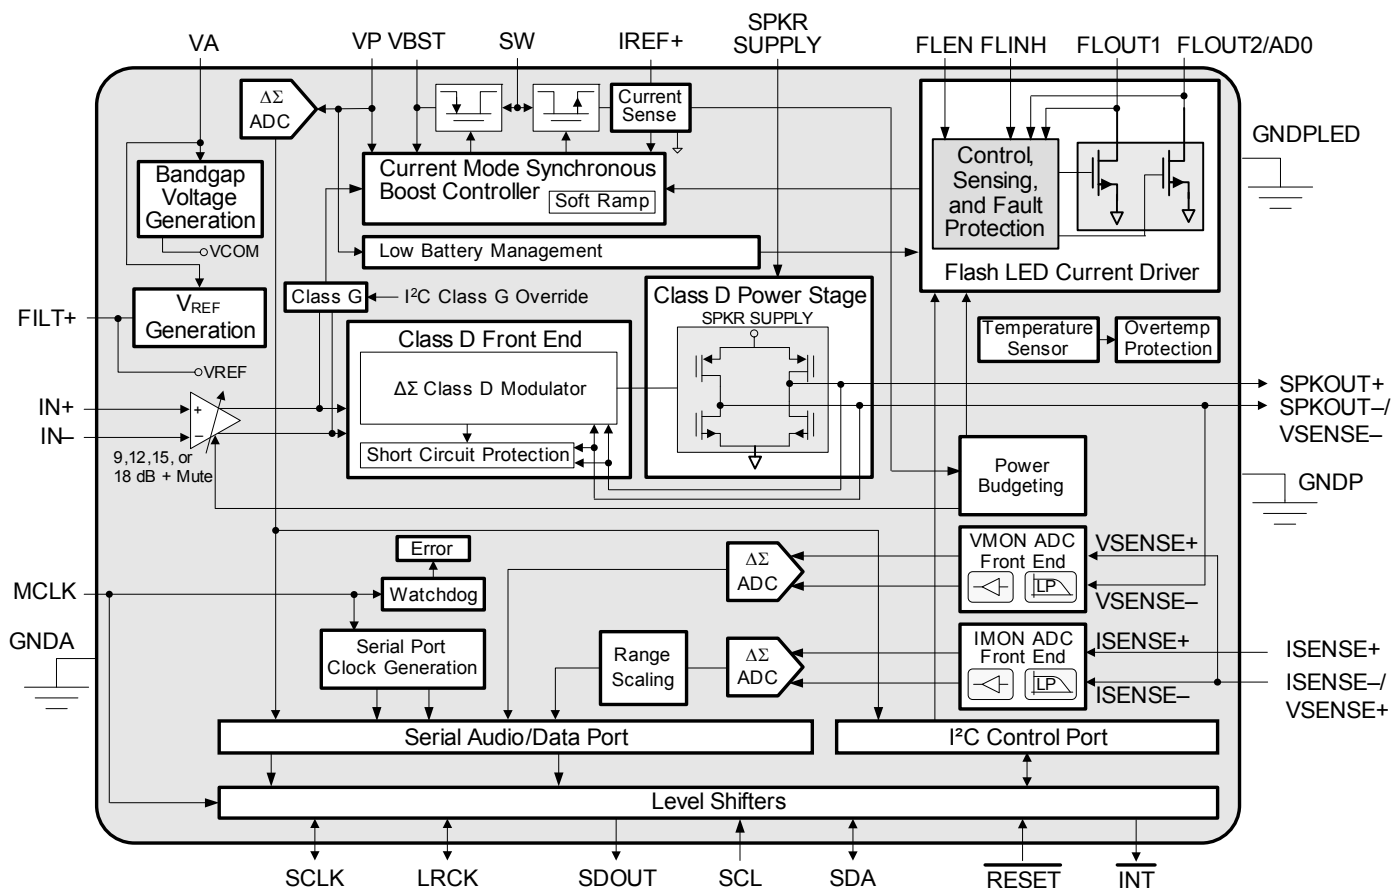 VA
VP VBST
SW
IREF+
SPKR
SUPPLY
FLEN FLINH
FLOUT1
FLOUT2/AD0
ΔΣ
ADC
Current
Sense
GNDPLED
Bandgap
Voltage
Generation
Current Mode Synchronous
Boost Controller
Soft Ramp
Control,
Sensing,
and Fault
Protection
VCOM
Low Battery Management
Flash LED Current Driver
Class G
I²C Class G Override
Class D Power Stage
SPKR SUPPLY
FILT+
VREF
Generation
Class D Front End
Temperature
Sensor
Overtemp
Protection
VREF
ΔΣ Class D Modulator
SPKOUT+
SPKOUT–/
VSENSE–
IN+
IN–
+
–
9,12,15, or
18 dB + Mute
Short Circuit Protection
Power
Budgeting
GNDP
Error
Watchdog
MCLK
GNDA
ΔΣ
ADC
VMON ADC
Front End
LP
VSENSE+
VSENSE–
Serial Port
Clock Generation
Range
Scaling
ΔΣ
ADC
IMON ADC
Front End
LP
ISENSE+
ISENSE–
ISENSE+
ISENSE–/
VSENSE+
Serial Audio/Data Port
I²C Control Port
Level Shifters
SCLK
LRCK
SDOUT
SCL
SDA
RESET
INT